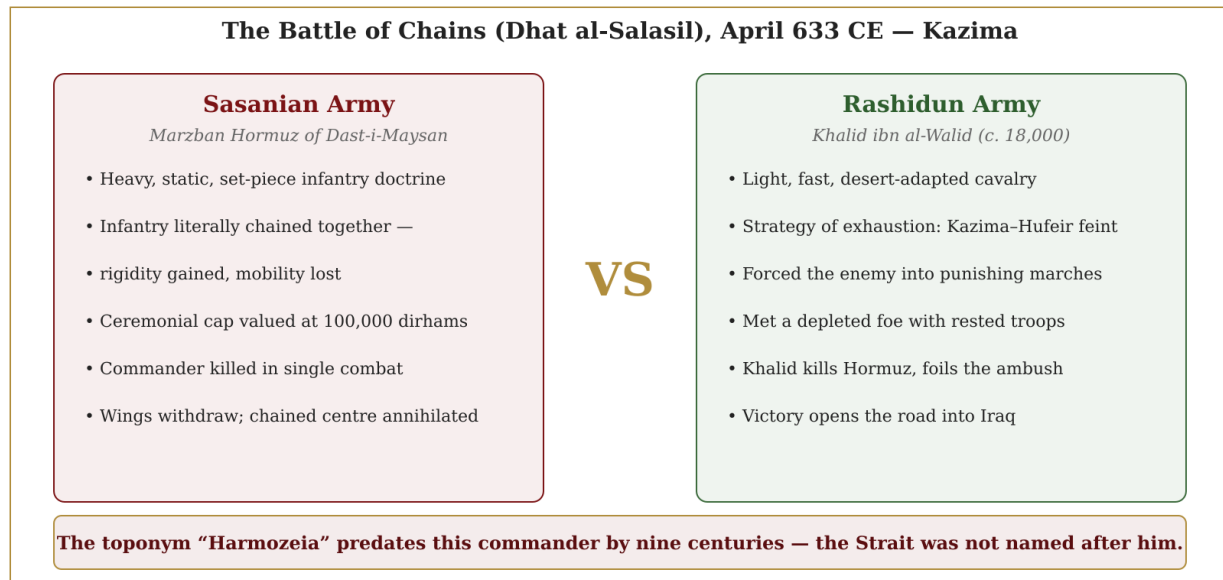 The Battle of Chains (Dhat al-Salasil), April 633 CE — Kazima
Sasanian Army
Marzban Hormuz of Dast-i-Maysan
• Heavy, static, set-piece infantry doctrine
• Infantry literally chained together —
• rigidity gained, mobility lost
• Ceremonial cap valued at 100,000 dirhams
• Commander killed in single combat
• Wings withdraw; chained centre annihilated
VS
Rashidun Army
Khalid ibn al-Walid (c. 18,000)
• Light, fast, desert-adapted cavalry
• Strategy of exhaustion: Kazima–Hufeir feint
• Forced the enemy into punishing marches
• Met a depleted foe with rested troops
• Khalid kills Hormuz, foils the ambush
• Victory opens the road into Iraq
The toponym “Harmozeia” predates this commander by nine centuries — the Strait was not named after him.